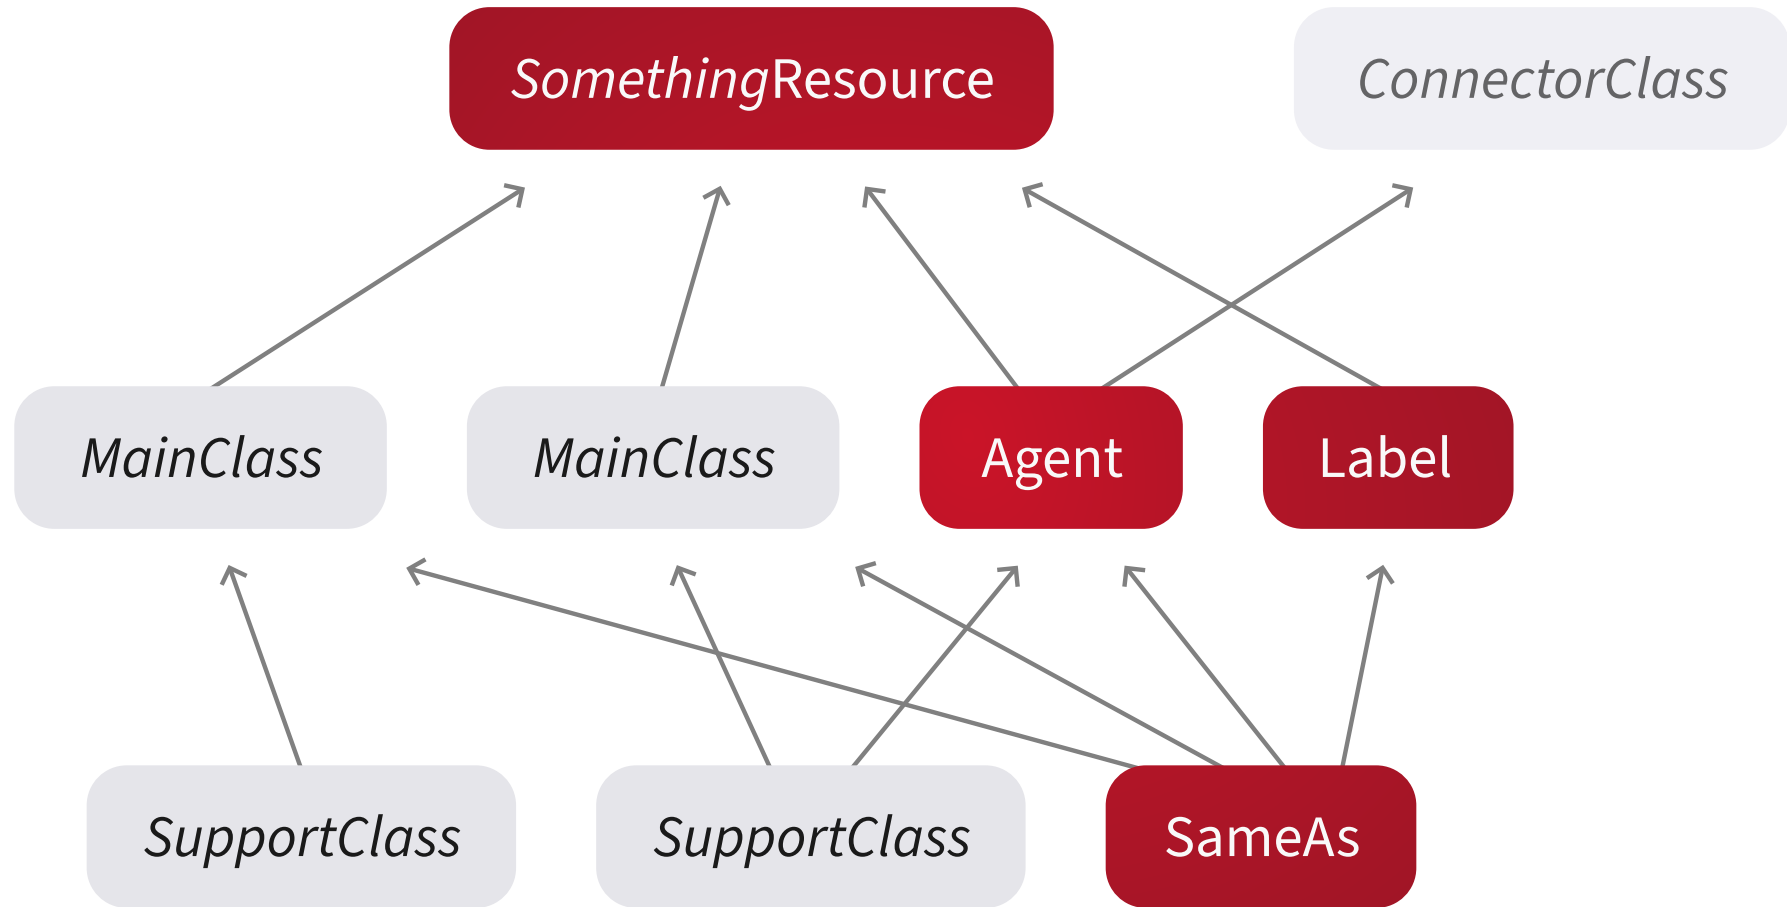 SomethingResource
ConnectorClass
MainClass
MainClass
Agent
Label
SupportClass
SupportClass
SameAs